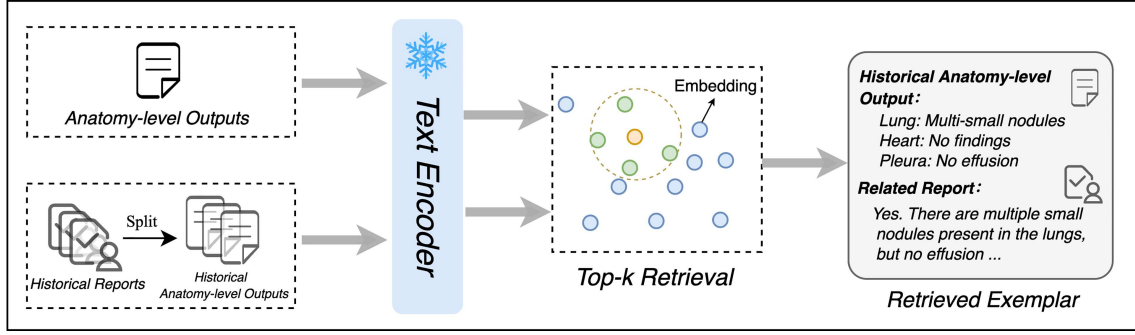 Anatomy-level Outputs
Split
Historical Reports
Historical
Anatomy-level Outputs
Text Encoder
Embedding
Top-k Retrieval
Historical Anatomy-level
Output:
Lung: Multi-small nodules
Heart: No findings
Pleura: No effusion
Related Report:
Yes. There are multiple small
nodules present in the lungs,
but no effusion ...
Retrieved Exemplar